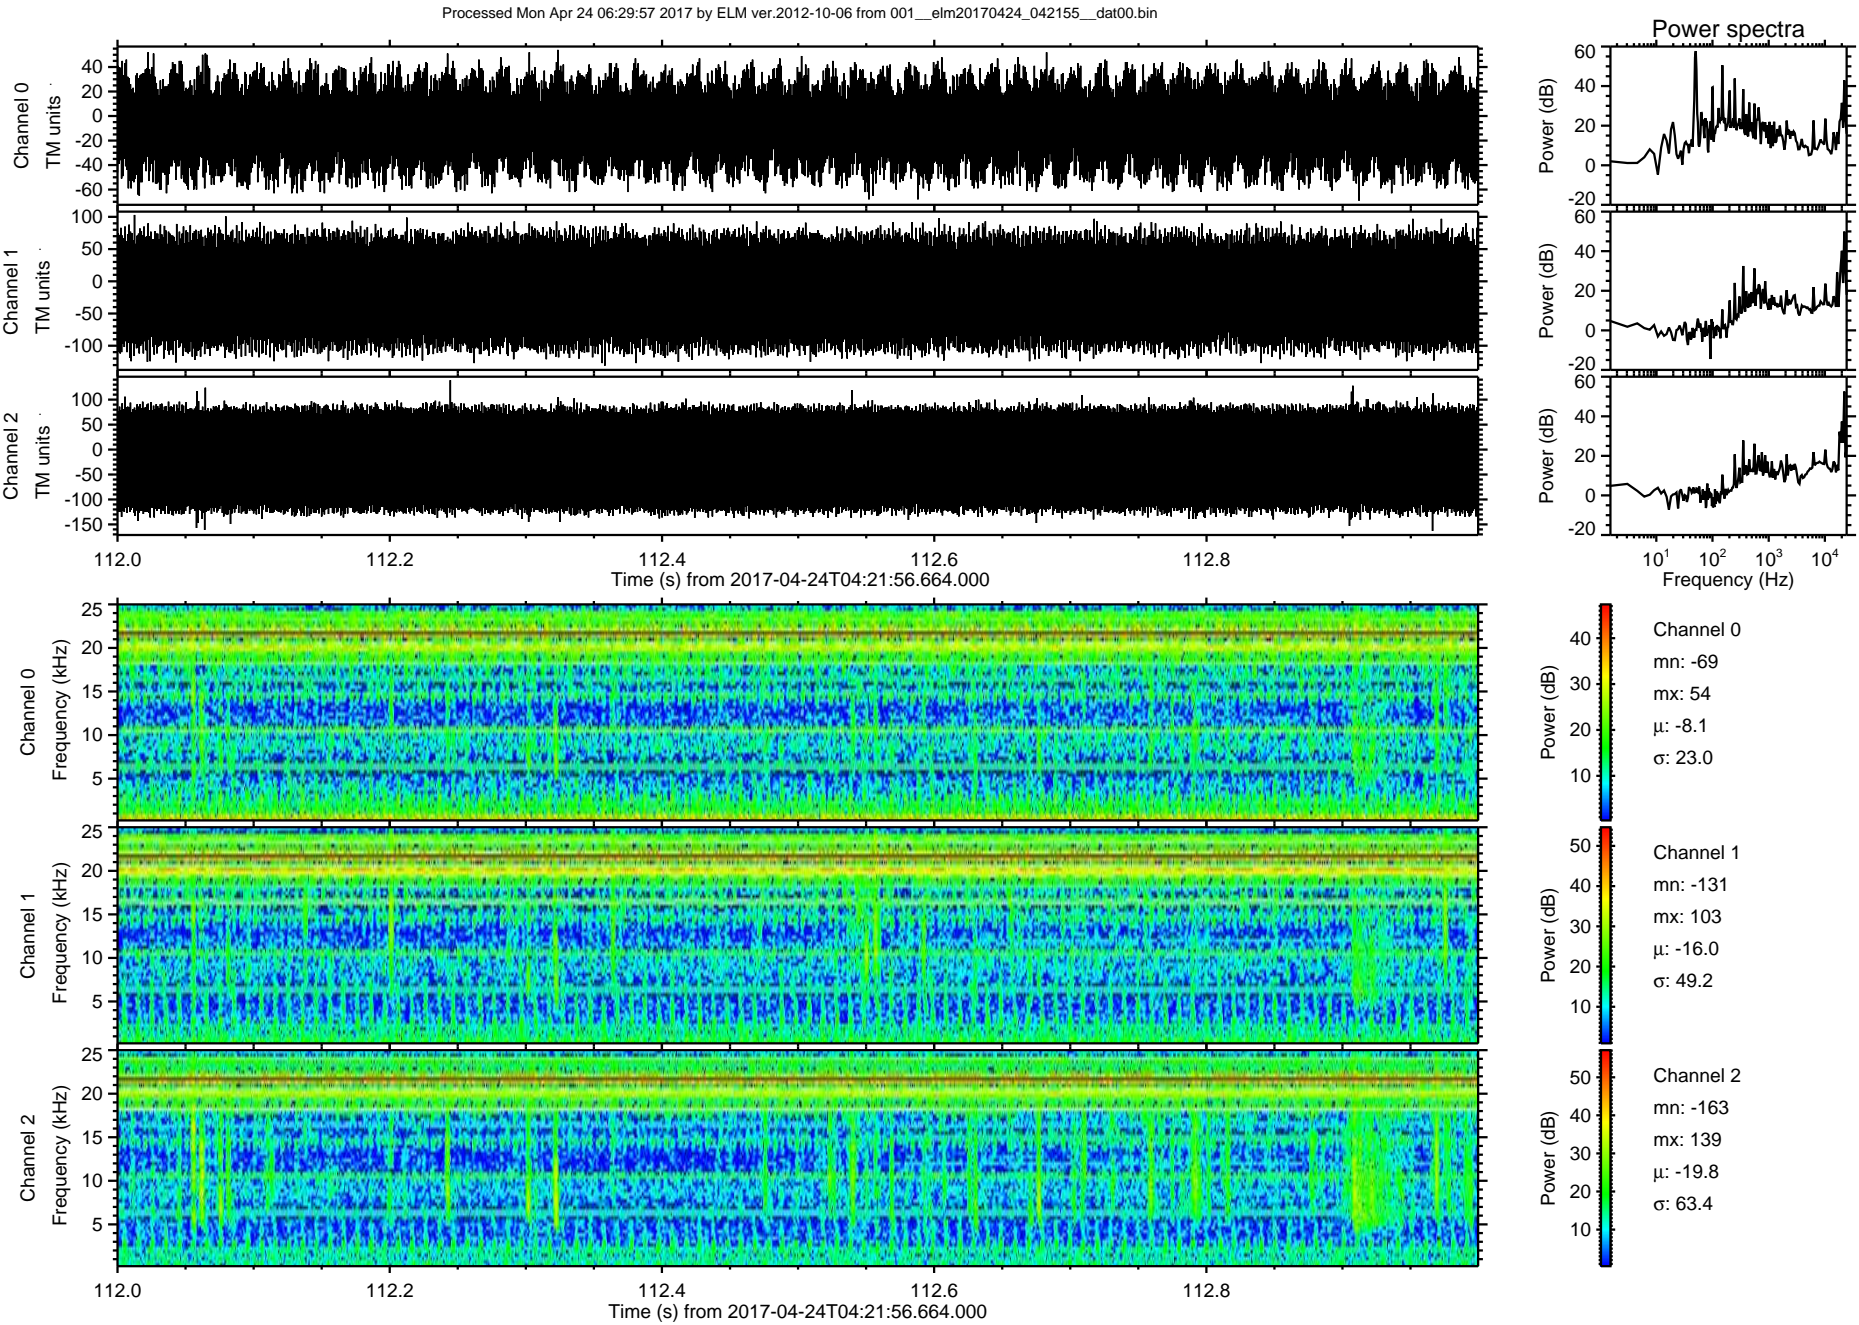 Processed Mon Apr 24 06:29:57 2017 by ELM ver.2012-10-06 from 001__elm20170424_042155__dat00.bin
Power spectra
Channel 0
TM units
40
20
0
-20
-40
-60
Power (dB)
60
40
20
0
-20
Channel 1
TM units
100
50
0
-50
-100
Power (dB)
60
40
20
0
-20
Channel 2
TM units
100
50
0
-50
-100
-150
Power (dB)
60
40
20
0
-20
112.0 112.2 112.4 112.6 112.8
Time (s) from 2017-04-24T04:21:56.664.000
10¹ 10² 10³ 10⁴
Frequency (Hz)
Channel 0
Frequency (kHz)
25
20
15
10
5
Power (dB)
40
30
20
10
Channel 0
mn: -69
mx: 54
µ: -8.1
σ: 23.0
Channel 1
Frequency (kHz)
25
20
15
10
5
Power (dB)
50
40
30
20
10
Channel 1
mn: -131
mx: 103
µ: -16.0
σ: 49.2
Channel 2
Frequency (kHz)
25
20
15
10
5
Power (dB)
50
40
30
20
10
Channel 2
mn: -163
mx: 139
µ: -19.8
σ: 63.4
112.0 112.2 112.4 112.6 112.8
Time (s) from 2017-04-24T04:21:56.664.000